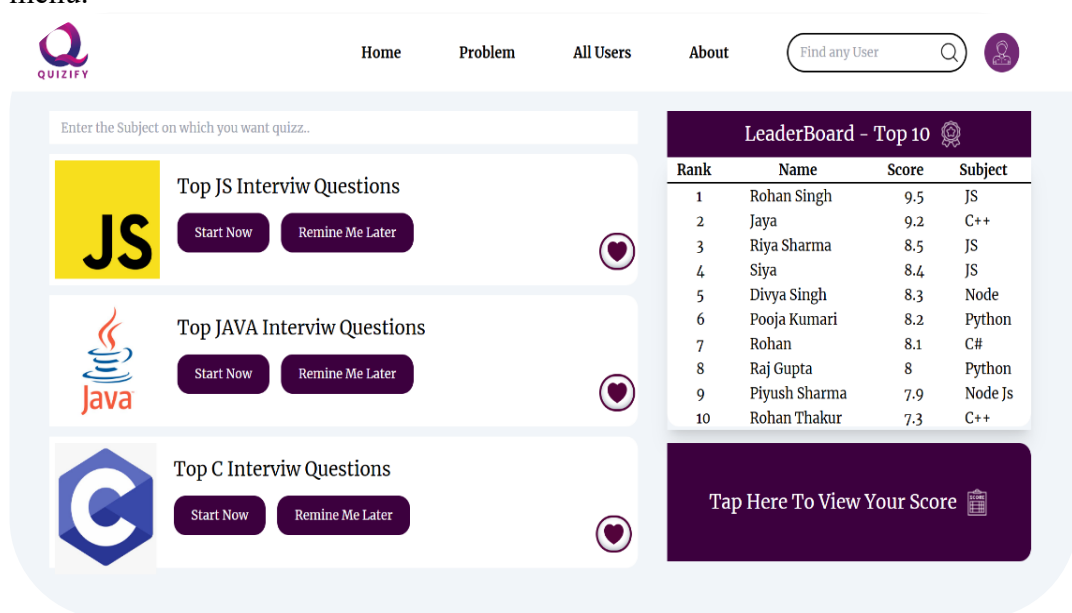 menu.
QUIZIFY
Home Problem All Users About Find any User
Enter the Subject on which you want quizz..
JS
Top JS Interviw Questions
Start Now Remine Me Later
Java
Top JAVA Interviw Questions
Start Now Remine Me Later
C
Top C Interviw Questions
Start Now Remine Me Later
LeaderBoard - Top 10
Rank Name Score Subject
1 Rohan Singh 9.5 JS
2 Jaya 9.2 C++
3 Riya Sharma 8.5 JS
4 Siya 8.4 JS
5 Divya Singh 8.3 Node
6 Pooja Kumari 8.2 Python
7 Rohan 8.1 C#
8 Raj Gupta 8 Python
9 Piyush Sharma 7.9 Node Js
10 Rohan Thakur 7.3 C++
Tap Here To View Your Score
SCORE